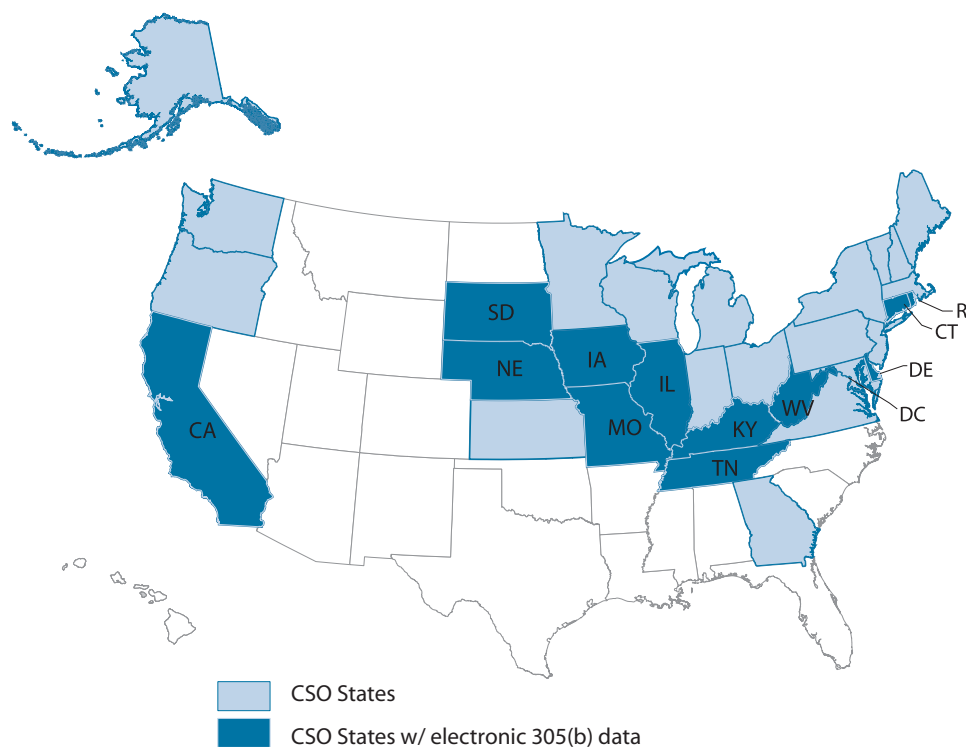 R
CT
SD
DE
NE
IA
IL
DC
WV
CA
MO
KY
TN
CSO States
CSO States w/ electronic 305(b) data